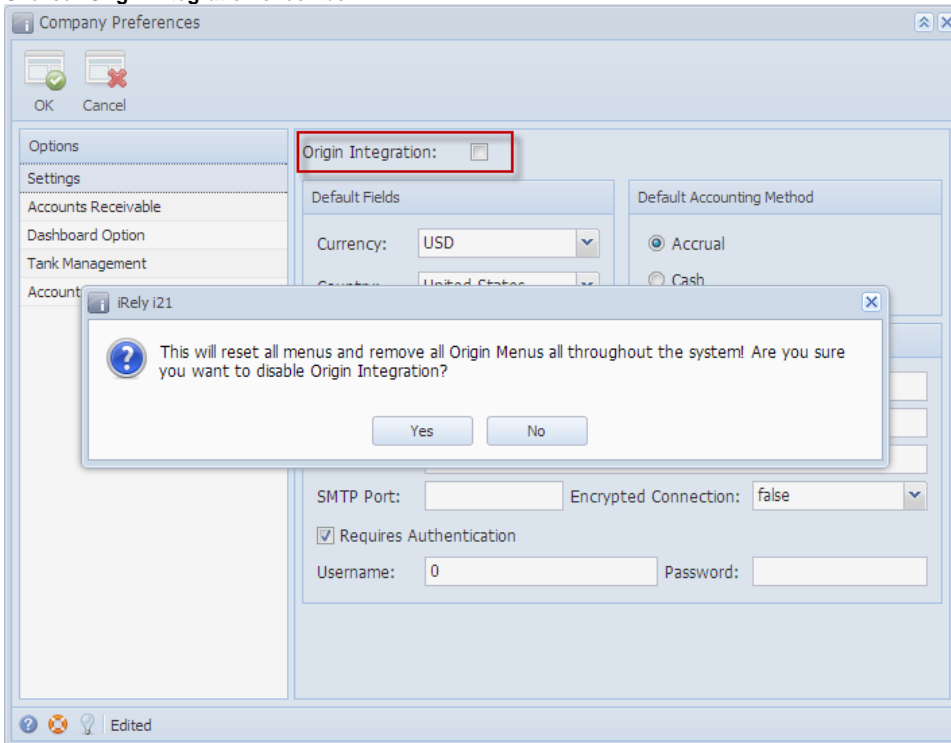 Company Preferences
OK Cancel
Options
Settings
Accounts Receivable
Dashboard Option
Tank Management
Account
Origin Integration:
Default Fields
Currency: USD
Default Accounting Method
Accrual
Cash
iRely i21
This will reset all menus and remove all Origin Menus all throughout the system! Are you sure
you want to disable Origin Integration?
Yes No
SMTP Port: Encrypted Connection: false
Requires Authentication
Username: 0 Password:
Edited